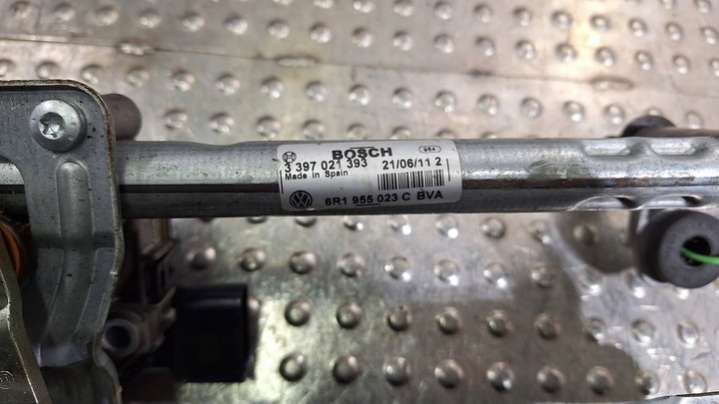 BOSCH
3 397 021 393 21/06/11 2
Made in Spain
6R1 955 023 C BVA